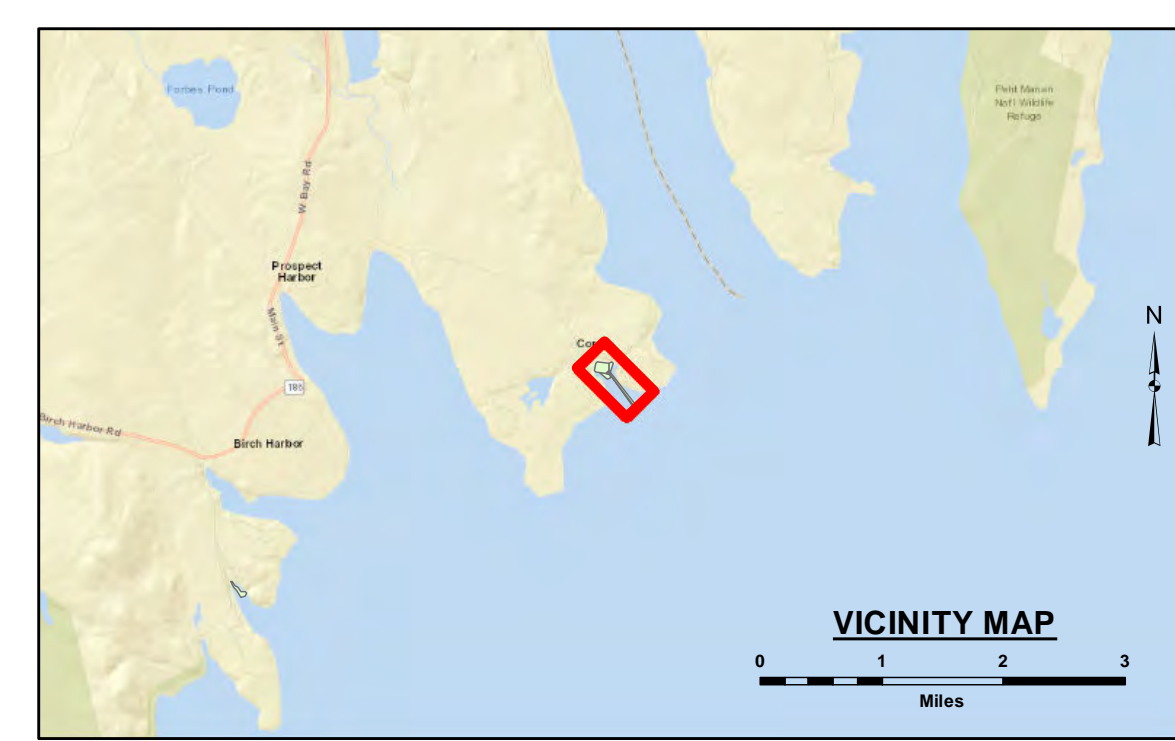 Forbes Pond
Petit Manan
Nat'l Wildlife
Refuge
W Bay Rd
Prospect
Harbor
N
Main St
186
Birch Harbor Rd
Birch Harbor
VICINITY MAP
0 1 2 3
Miles